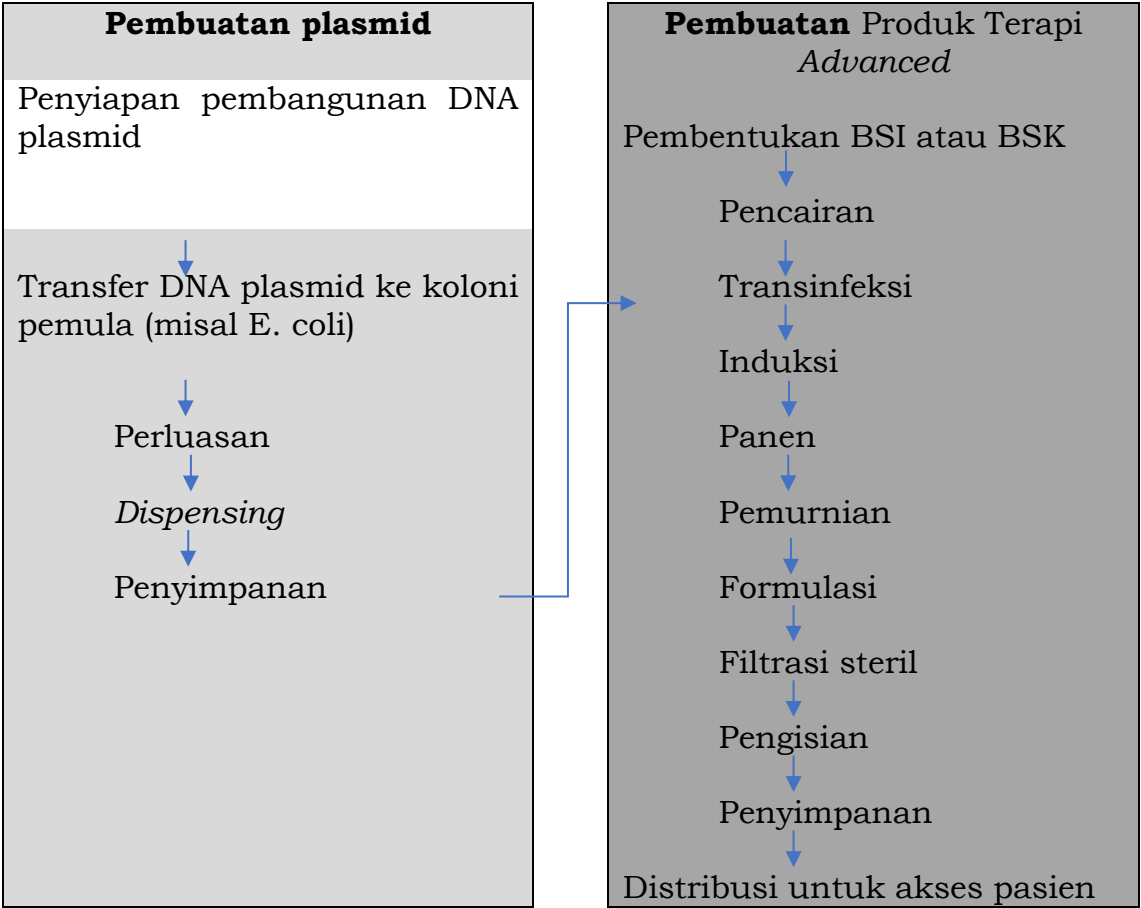 Pembuatan plasmid
Penyiapan pembangunan DNA
plasmid
Transfer DNA plasmid ke koloni
pemula (misal E. coli)
Perluasan
Dispensing
Penyimpanan
Pembuatan Produk Terapi
Advanced
Pembentukan BSI atau BSK
Pencairan
Transinfeksi
Induksi
Panen
Pemurnian
Formulasi
Filtrasi steril
Pengisian
Penyimpanan
Distribusi untuk akses pasien